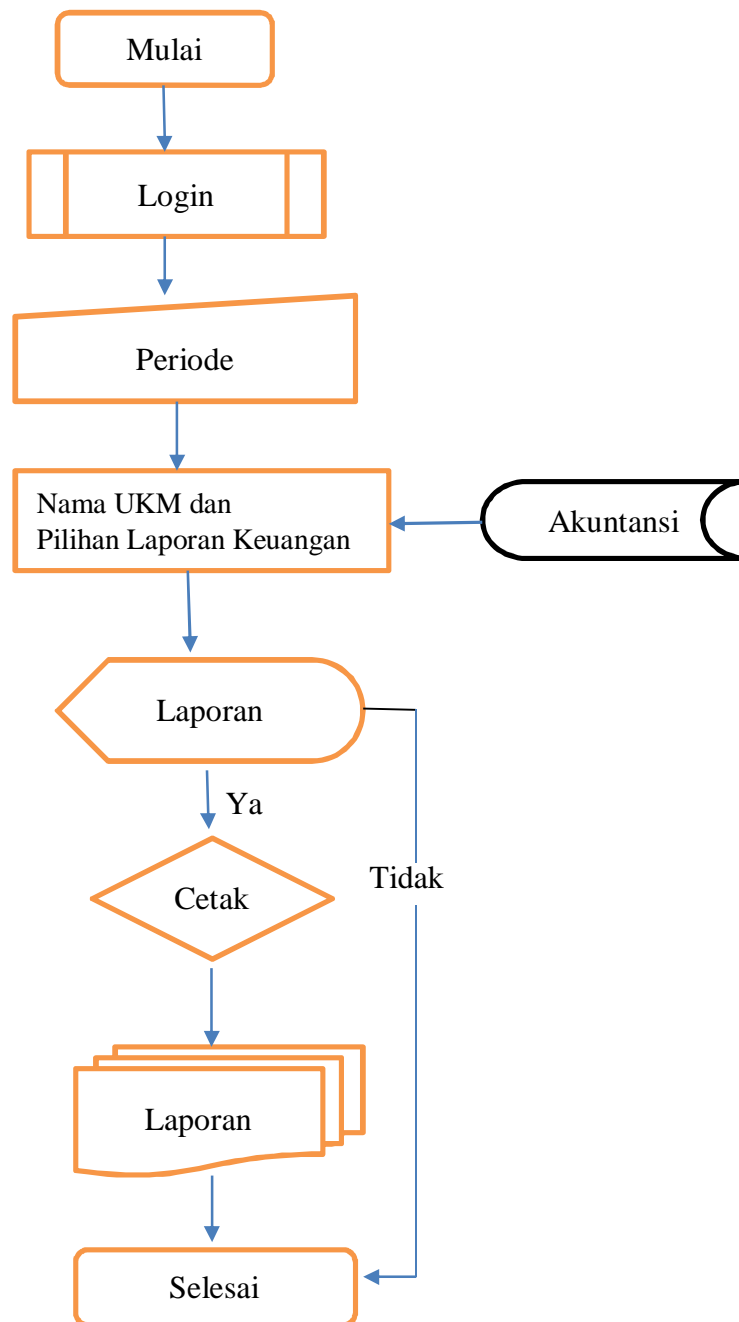 Mulai
Login
Periode
Nama UKM dan
Pilihan Laporan Keuangan
Akuntansi
Laporan
Ya
Cetak
Tidak
Laporan
Selesai